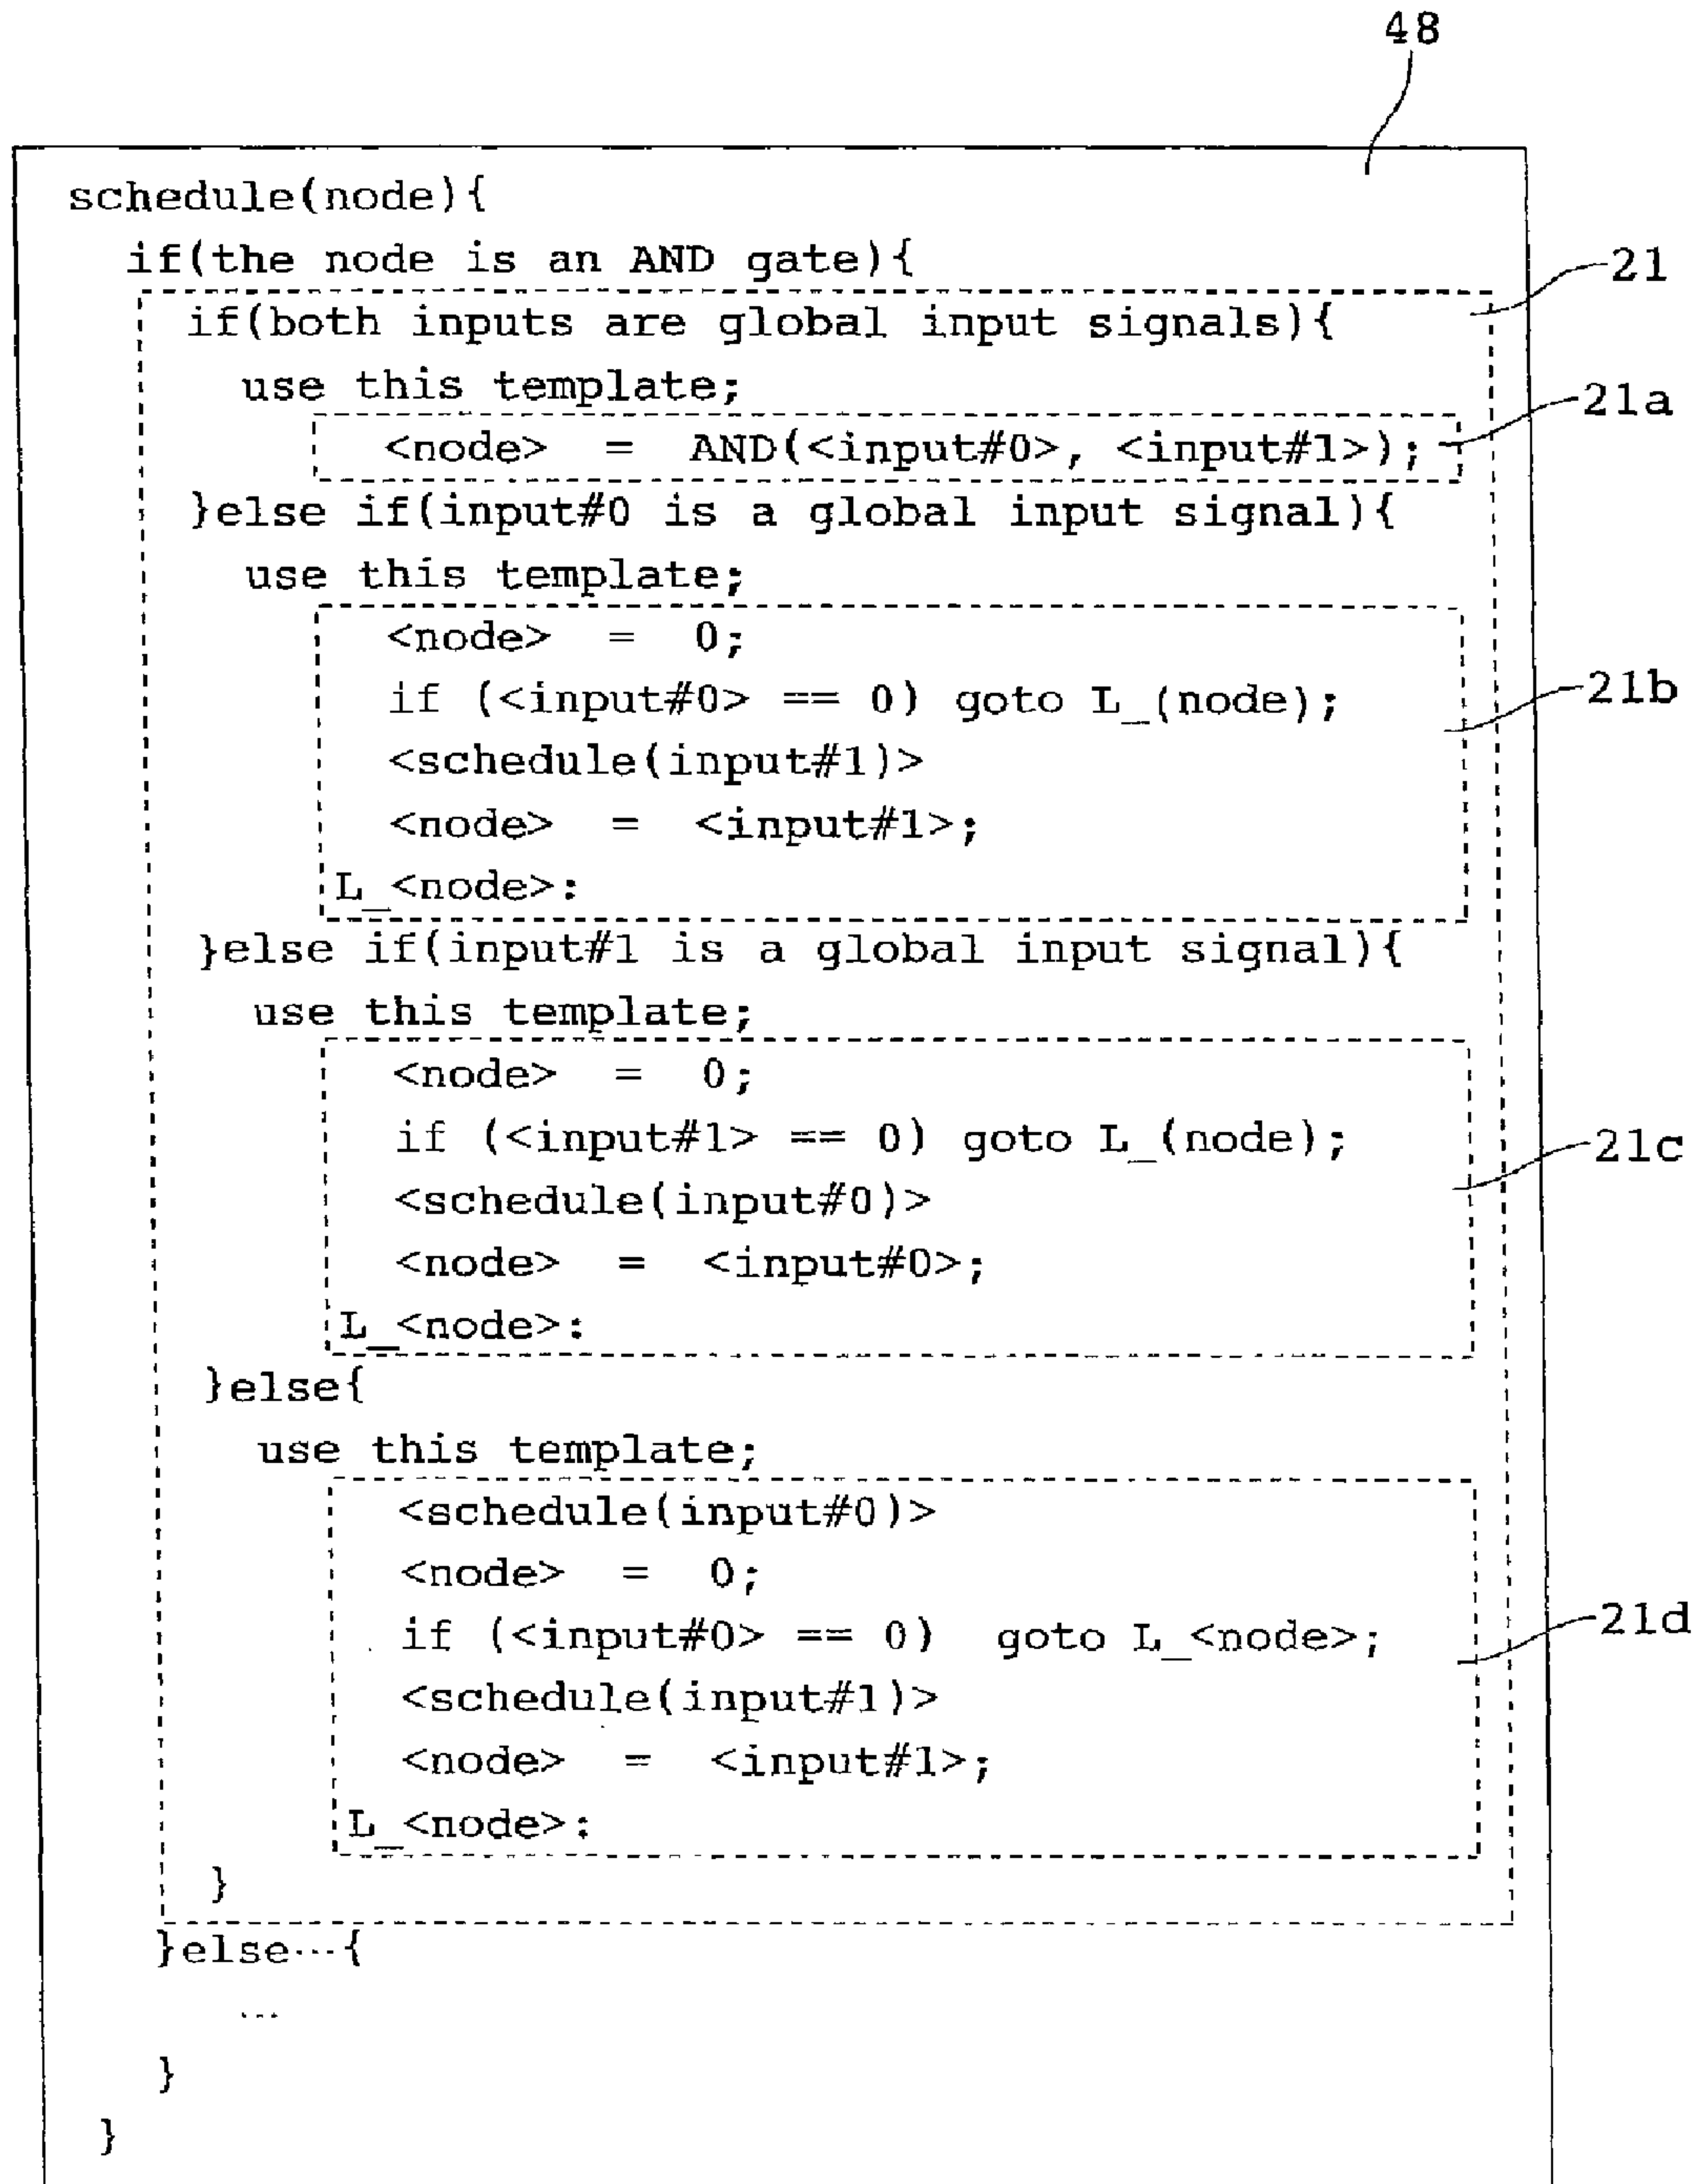 48
schedule(node){
if(the node is an AND gate){
21
if(both inputs are global input signals){
use this template;
21a
<node> = AND(<input#0>, <input#1>);
}else if(input#0 is a global input signal){
use this template;
<node> = 0;
if (<input#0> == 0) goto L_(node);
21b
<schedule(input#1)>
<node> = <input#1>;
L_<node>:
}else if(input#1 is a global input signal){
use this template;
<node> = 0;
if (<input#1> == 0) goto L_(node);
21c
<schedule(input#0)>
<node> = <input#0>;
L_<node>:
}else{
use this template;
<schedule(input#0)>
<node> = 0;
if (<input#0> == 0) goto L_<node>;
21d
<schedule(input#1)>
<node> = <input#1>;
L_<node>:
}
}else…{
…
}
}